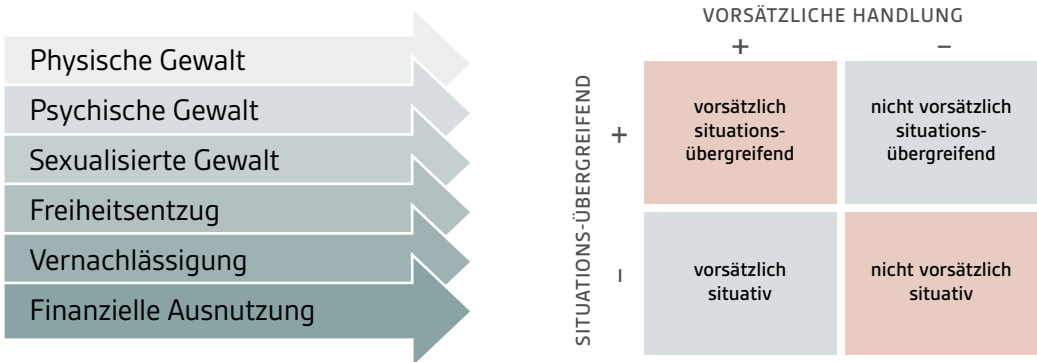 Physische Gewalt
Psychische Gewalt
Sexualisierte Gewalt
Freiheitsentzug
Vernachlässigung
Finanzielle Ausnutzung
VORSÄTZLICHE HANDLUNG
+ –
SITUATIONS-ÜBERGREIFEND
+
vorsätzlich
situations-
übergreifend
nicht vorsätzlich
situations-
übergreifend
–
vorsätzlich
situativ
nicht vorsätzlich
situativ